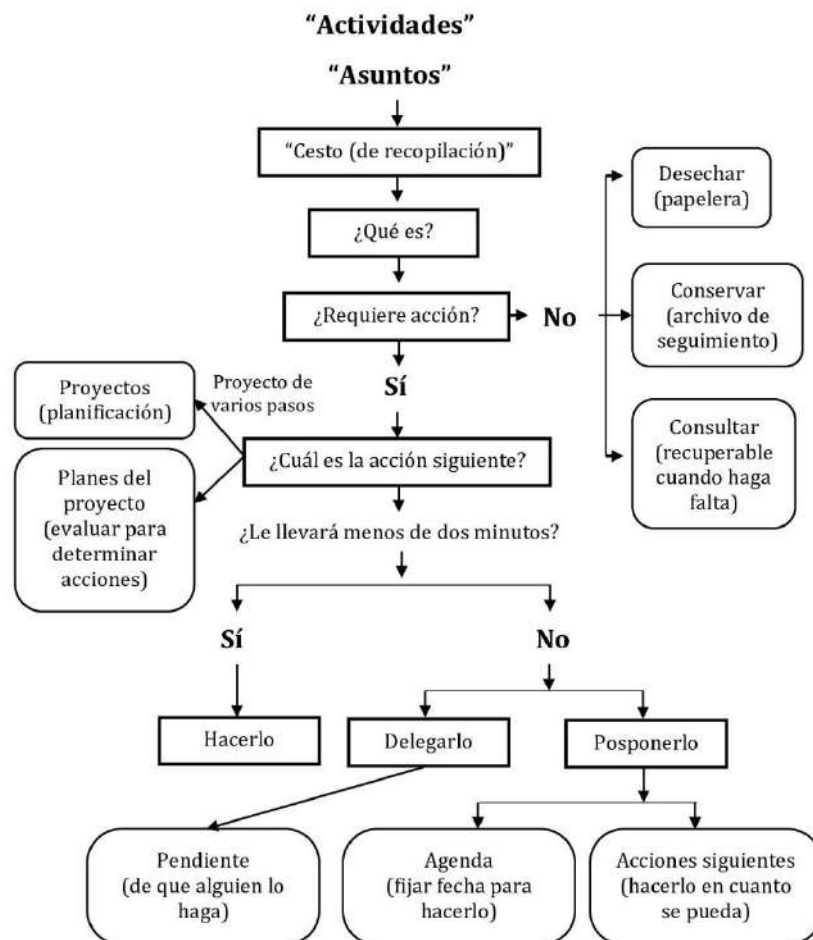 “Actividades”
“Asuntos”
“Cesto (de recopilación)”
¿Qué es?
¿Requiere acción?
No
Desechar
(papelera)
Conservar
(archivo de
seguimiento)
Consultar
(recuperable
cuando haga
falta)
Sí
Proyecto de
varios pasos
Proyectos
(planificación)
Planes del
proyecto
(evaluar para
determinar
acciones)
¿Cuál es la acción siguiente?
¿Le llevará menos de dos minutos?
Sí
No
Hacerlo
Delegarlo
Posponerlo
Pendiente
(de que alguien lo
haga)
Agenda
(fijar fecha para
hacerlo)
Acciones siguientes
(hacerlo en cuanto
se pueda)